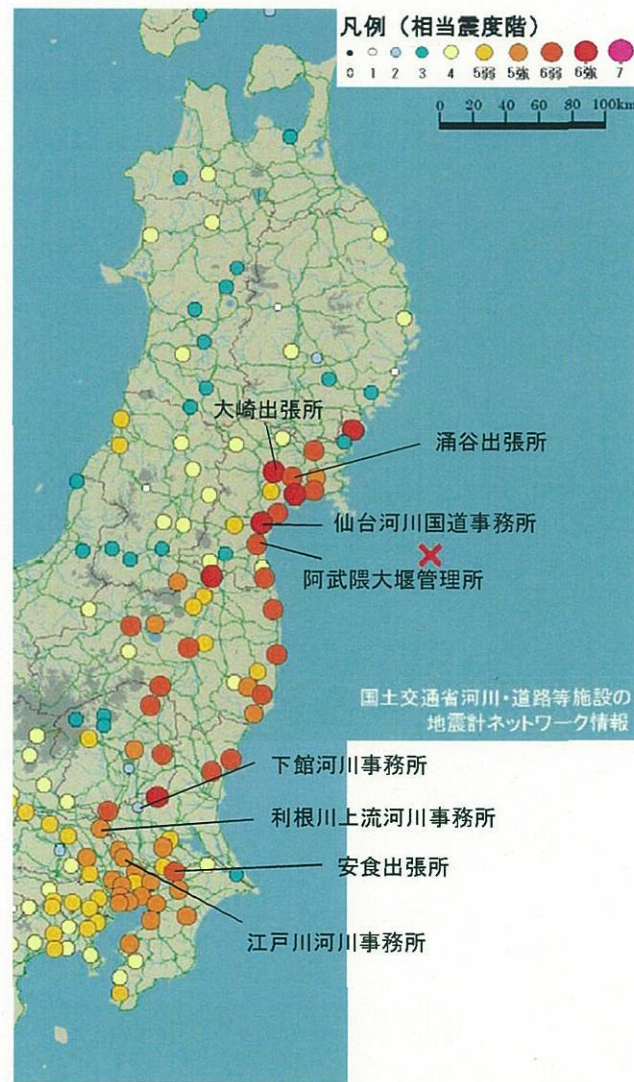 凡例（相当震度階）
0 1 2 3 4 5弱 5強 6弱 6強 7
0 20 40 60 80 100km
大崎出張所
涌谷出張所
仙台河川国道事務所
阿武隈大堰管理所
国土交通省河川・道路等施設の
地震計ネットワーク情報
下館河川事務所
利根川上流河川事務所
安食出張所
江戸川河川事務所